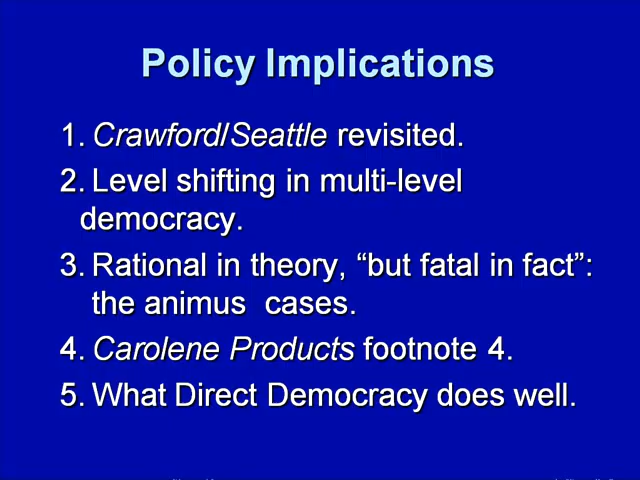 Policy Implications
1. Crawford/Seattle revisited.
2. Level shifting in multi-level
democracy.
3. Rational in theory, “but fatal in fact”:
the animus cases.
4. Carolene Products footnote 4.
5. What Direct Democracy does well.